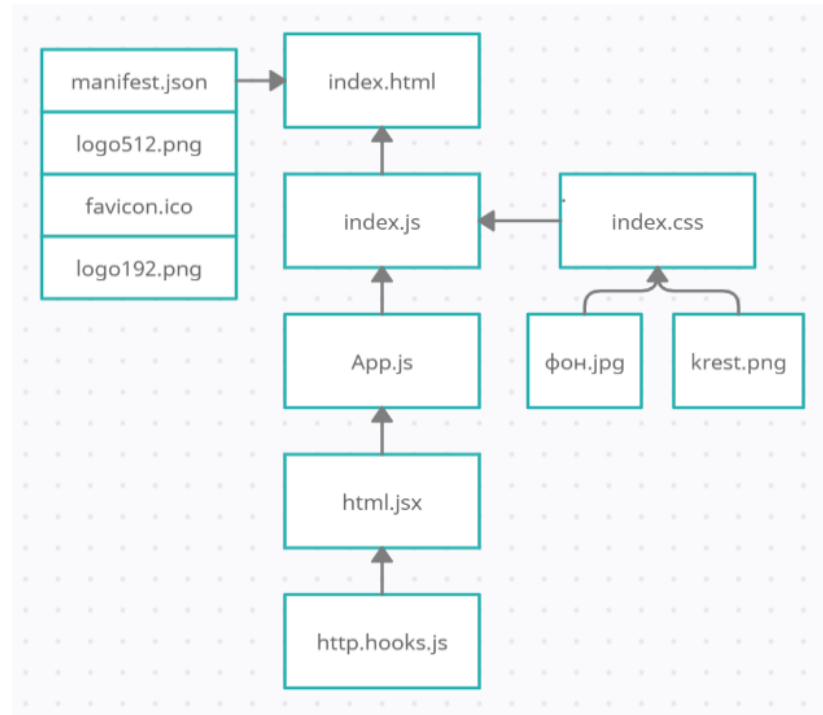 manifest.json
logo512.png
favicon.ico
logo192.png
index.html
index.js
index.css
App.js
фон.jpg
krest.png
html.jsx
http.hooks.js